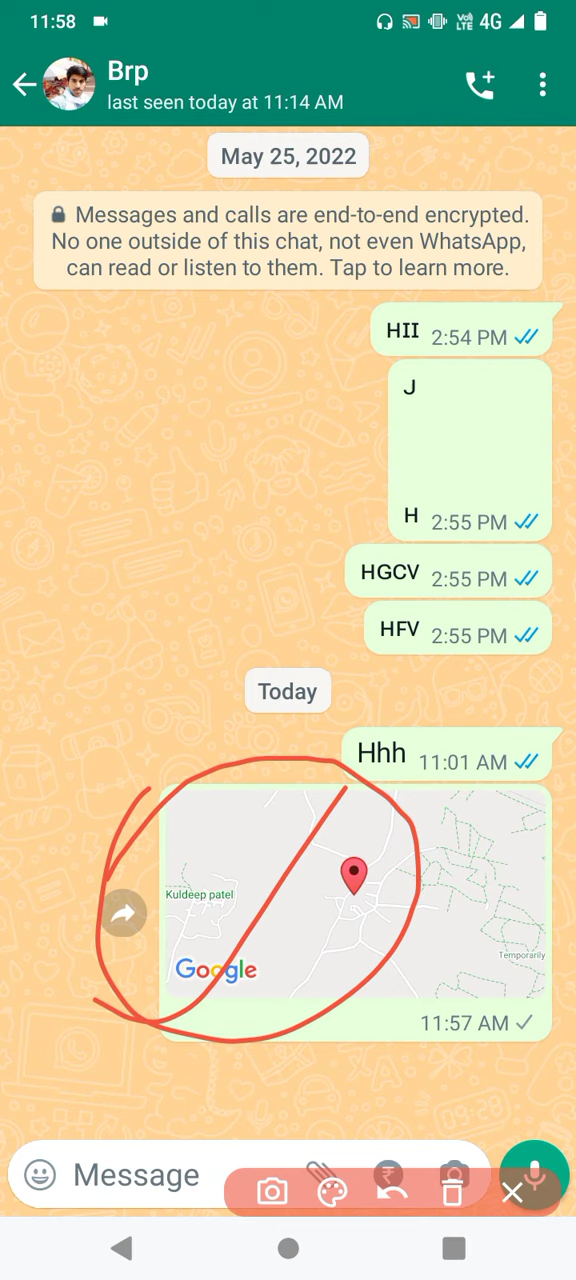 11:58
Vo) LTE 4G
Brp
last seen today at 11:14 AM
May 25, 2022
Messages and calls are end-to-end encrypted.
No one outside of this chat, not even WhatsApp,
can read or listen to them. Tap to learn more.
HII 2:54 PM
J
H 2:55 PM
HGCV 2:55 PM
HFV 2:55 PM
Today
Hhh 11:01 AM
Kuldeep patel
Temporarily
Google
11:57 AM
Message